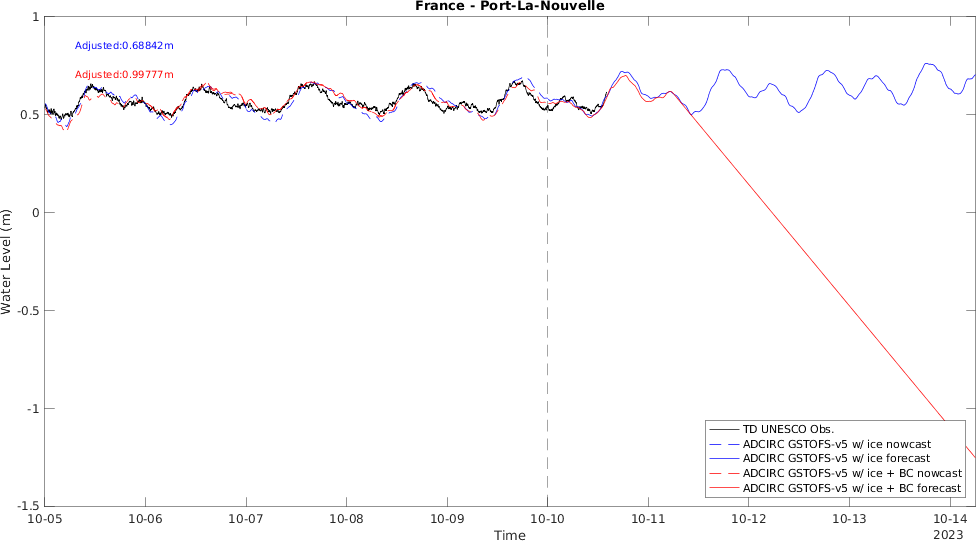 France - Port-La-Nouvelle
Adjusted:0.68842m
Adjusted:0.99777m
1
0.5
0
-0.5
-1
-1.5
Water Level (m)
TD UNESCO Obs.
ADCIRC GSTOFS-v5 w/ ice nowcast
ADCIRC GSTOFS-v5 w/ ice forecast
ADCIRC GSTOFS-v5 w/ ice + BC nowcast
ADCIRC GSTOFS-v5 w/ ice + BC forecast
10-05 10-06 10-07 10-08 10-09 10-10 10-11 10-12 10-13 10-14
2023
Time